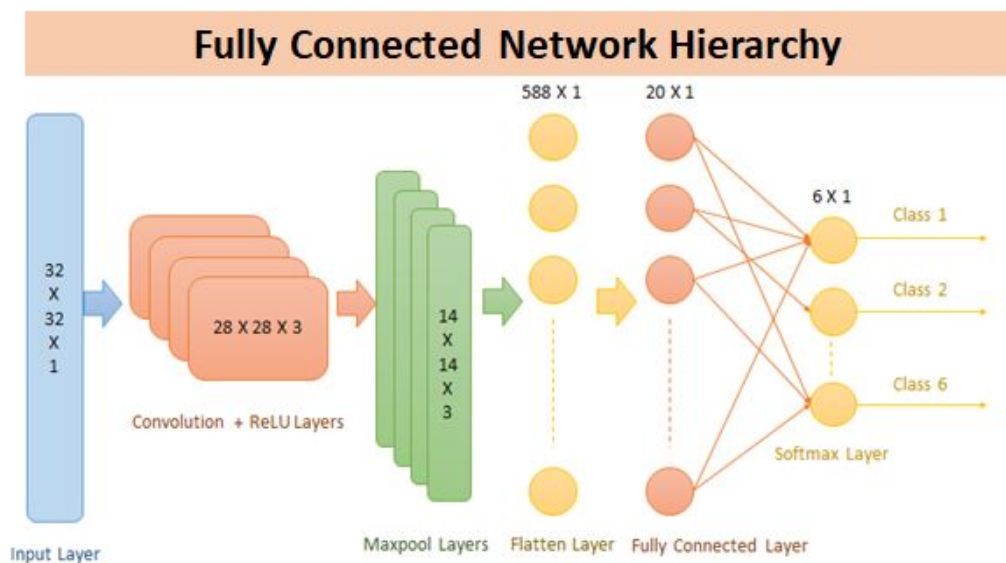 Fully Connected Network Hierarchy
588 X 1
20 X 1
6 X 1
32
X
32
X
1
28 X 28 X 3
14
X
14
X
3
Class 1
Class 2
Class 6
Convolution + ReLU Layers
Softmax Layer
Input Layer
Maxpool Layers
Flatten Layer
Fully Connected Layer